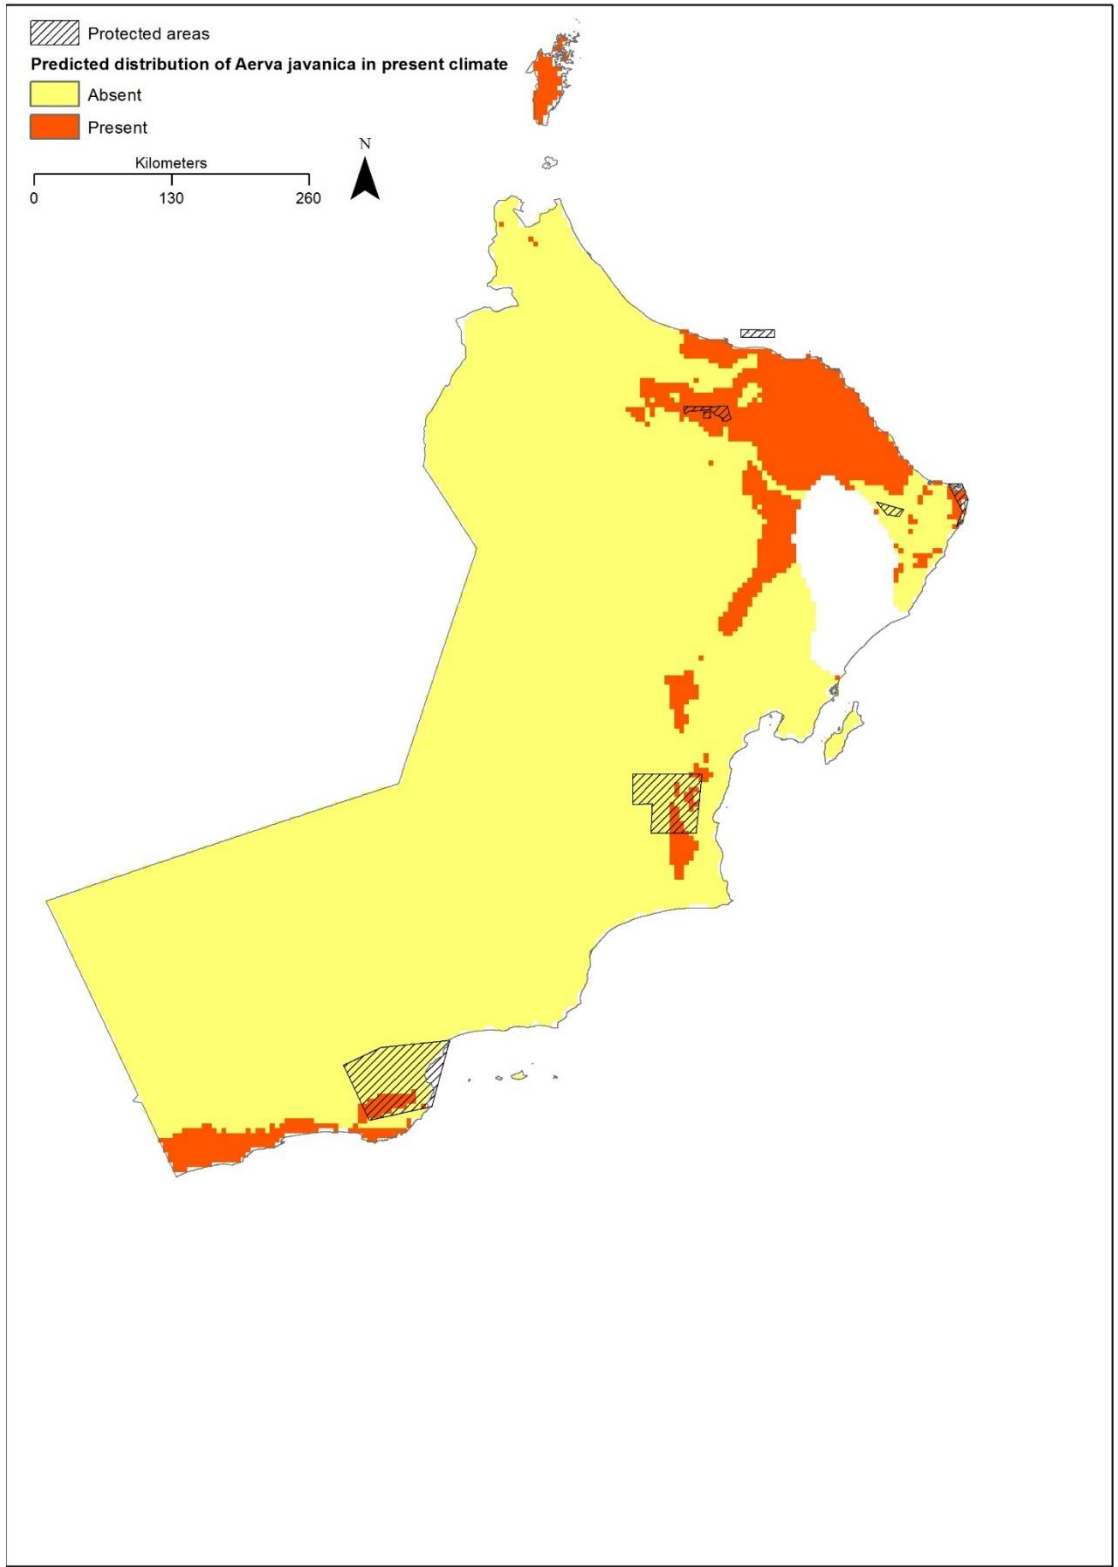 Protected areas
Predicted distribution of Aerva javanica in present climate
Absent
Present
Kilometers
0 130 260
N